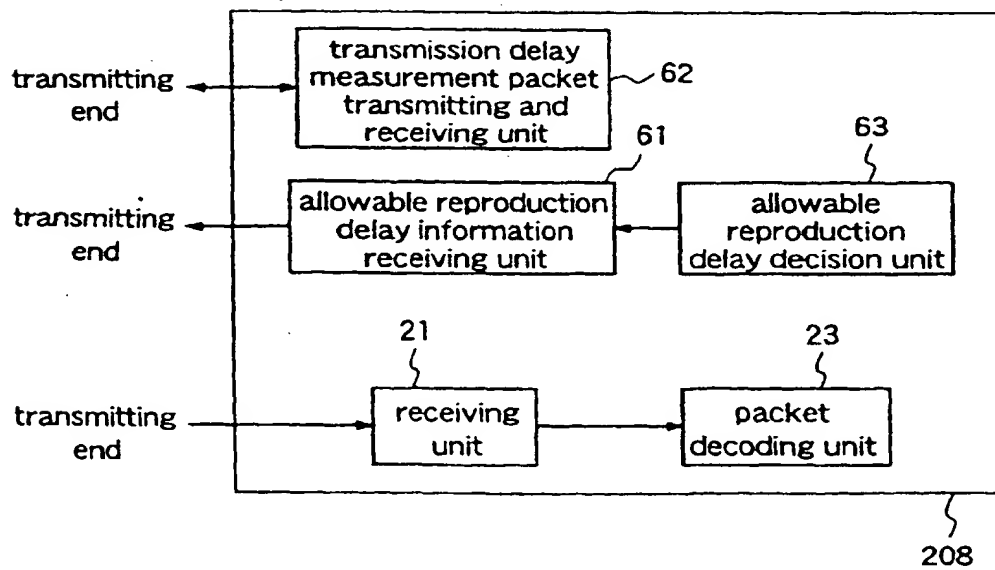 transmitting
end
transmission delay
measurement packet
transmitting and
receiving unit
62
61
63
transmitting
end
allowable reproduction
delay information
receiving unit
allowable
reproduction
delay decision unit
21
23
transmitting
end
receiving
unit
packet
decoding unit
208